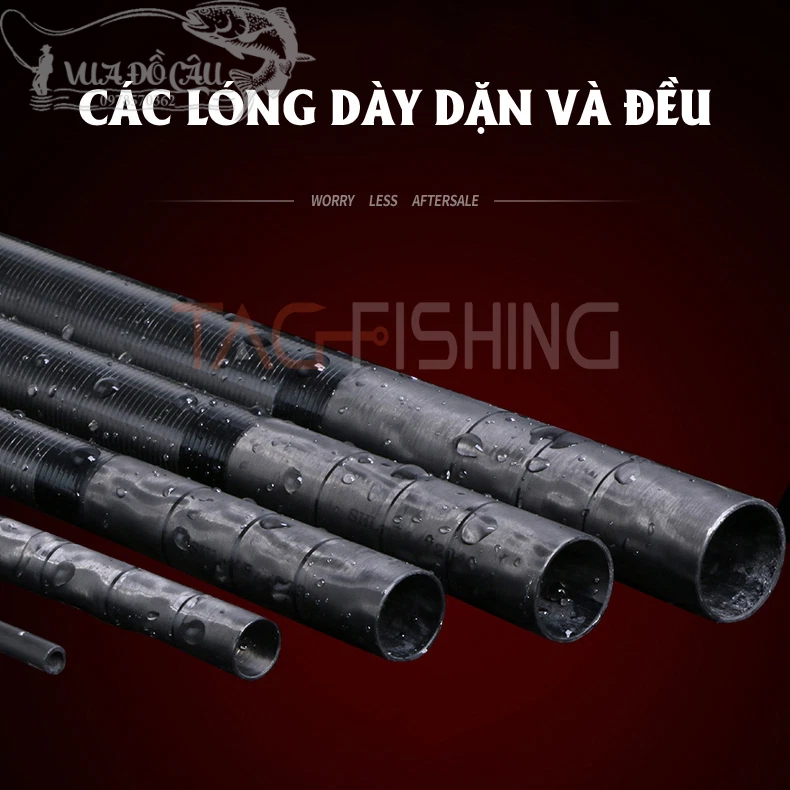 VUA ĐỒ CÂU
CÁC LÓNG DÀY DẶN VÀ ĐỀU
WORRY LESS AFTERSALE
TAG FISHING